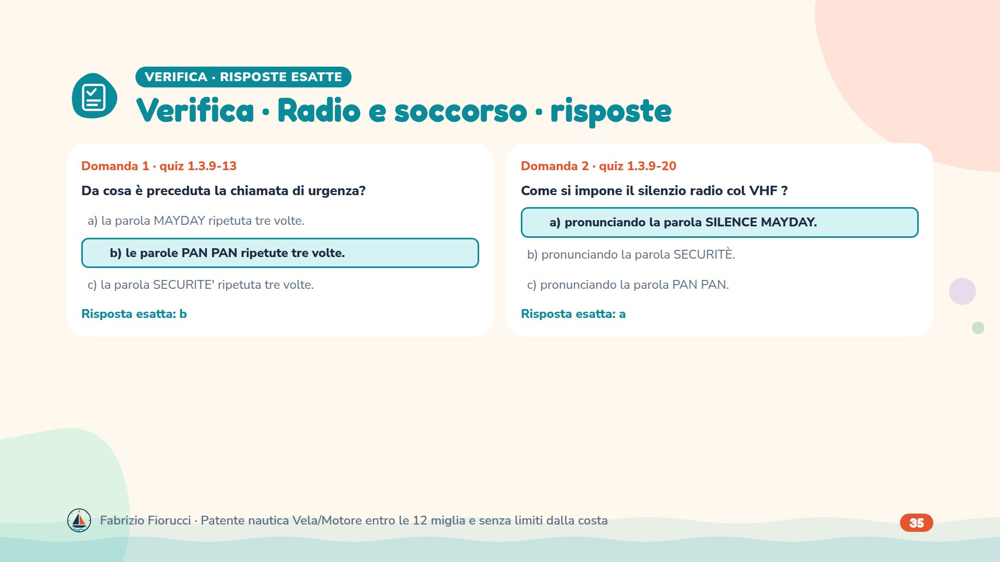 VERIFICA · RISPOSTE ESATTE
Verifica · Radio e soccorso · risposte
Domanda 1 · quiz 1.3.9-13
Da cosa è preceduta la chiamata di urgenza?
a) la parola MAYDAY ripetuta tre volte.
b) le parole PAN PAN ripetute tre volte.
c) la parola SECURITE' ripetuta tre volte.
Risposta esatta: b
Domanda 2 · quiz 1.3.9-20
Come si impone il silenzio radio col VHF ?
a) pronunciando la parola SILENCE MAYDAY.
b) pronunciando la parola SECURITÈ.
c) pronunciando la parola PAN PAN.
Risposta esatta: a
Fabrizio Fiorucci · Patente nautica Vela/Motore entro le 12 miglia e senza limiti dalla costa
35